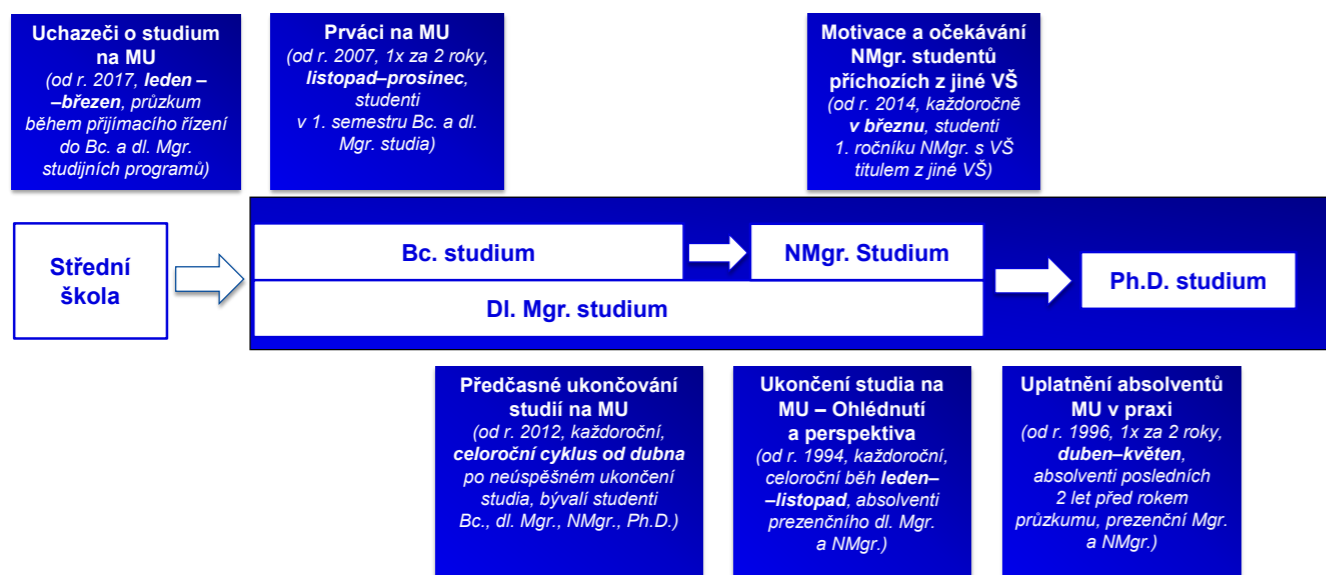 Uchazeči o studium
na MU
(od r. 2017, leden –
–březen, průzkum
během přijímacího řízení
do Bc. a dl. Mgr.
studijních programů)
Prváci na MU
(od r. 2007, 1x za 2 roky,
listopad–prosinec,
studenti
v 1. semestru Bc. a dl.
Mgr. studia)
Motivace a očekávání
NMgr. studentů
příchozích z jiné VŠ
(od r. 2014, každoročně
v březnu, studenti
1. ročníku NMgr. s VŠ
titulem z jiné VŠ)
Střední
škola
Bc. studium
NMgr. Studium
Dl. Mgr. studium
Ph.D. studium
Předčasné ukončování
studií na MU
(od r. 2012, každoroční,
celoroční cyklus od dubna
po neúspěšném ukončení
studia, bývalí studenti
Bc., dl. Mgr., NMgr., Ph.D.)
Ukončení studia na
MU – Ohlédnutí
a perspektiva
(od r. 1994, každoroční,
celoroční běh leden–
–listopad, absolventi
prezenčního dl. Mgr.
a NMgr.)
Uplatnění absolventů
MU v praxi
(od r. 1996, 1x za 2 roky,
duben–květen,
absolventi posledních
2 let před rokem
průzkumu, prezenční Mgr.
a NMgr.)